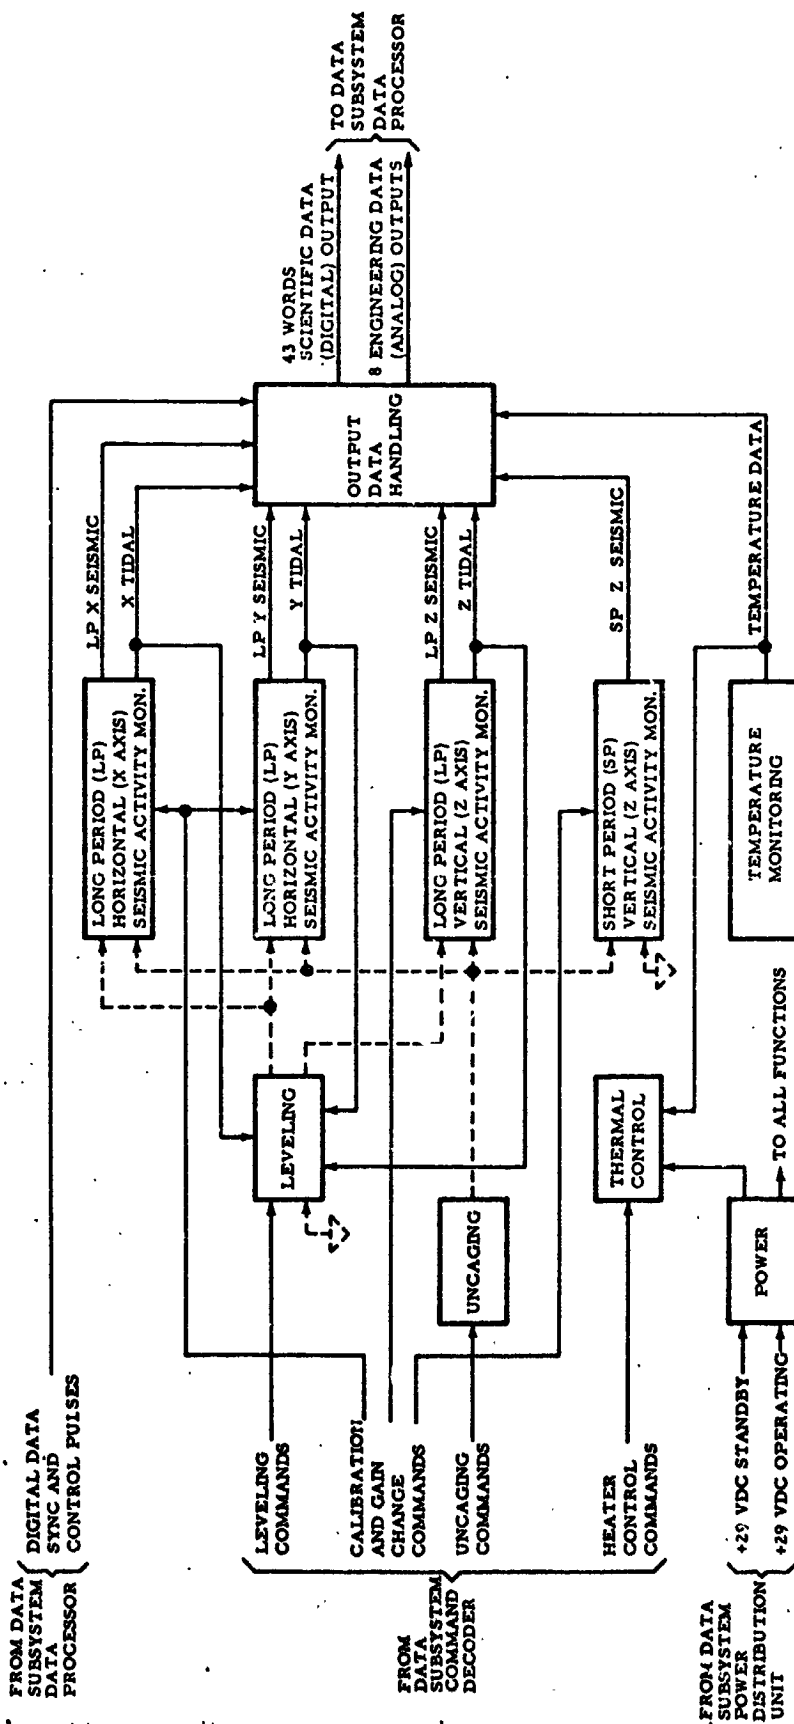 FROM DATA
SUBSYSTEM
DATA
PROCESSOR
DIGITAL DATA
SYNC AND
CONTROL PULSES
FROM
DATA
SUBSYSTEM
COMMAND
DECODER
LEVELING
COMMANDS
CALIBRATION
AND GAIN
CHANGE
COMMANDS
UNCAGING
COMMANDS
HEATER
CONTROL
COMMANDS
FROM DATA
SUBSYSTEM
POWER
DISTRIBUTION
UNIT
+29 VDC STANDBY
+29 VDC OPERATING
LEVELING
UNCAGING
THERMAL
CONTROL
POWER
TO ALL FUNCTIONS
LONG PERIOD (LP)
HORIZONTAL (X AXIS)
SEISMIC ACTIVITY MON.
LONG PERIOD (LP)
HORIZONTAL (Y AXIS)
SEISMIC ACTIVITY MON.
LONG PERIOD (LP)
VERTICAL (Z AXIS)
SEISMIC ACTIVITY MON.
SHORT PERIOD (SP)
VERTICAL (Z AXIS)
SEISMIC ACTIVITY MON.
TEMPERATURE
MONITORING
LP X SEISMIC
X TIDAL
LP Y SEISMIC
Y TIDAL
LP Z SEISMIC
Z TIDAL
SP Z SEISMIC
TEMPERATURE DATA
OUTPUT
DATA
HANDLING
43 WORDS
SCIENTIFIC DATA
(DIGITAL) OUTPUT
8 ENGINEERING DATA
(ANALOG) OUTPUTS
TO DATA
SUBSYSTEM
DATA
PROCESSOR